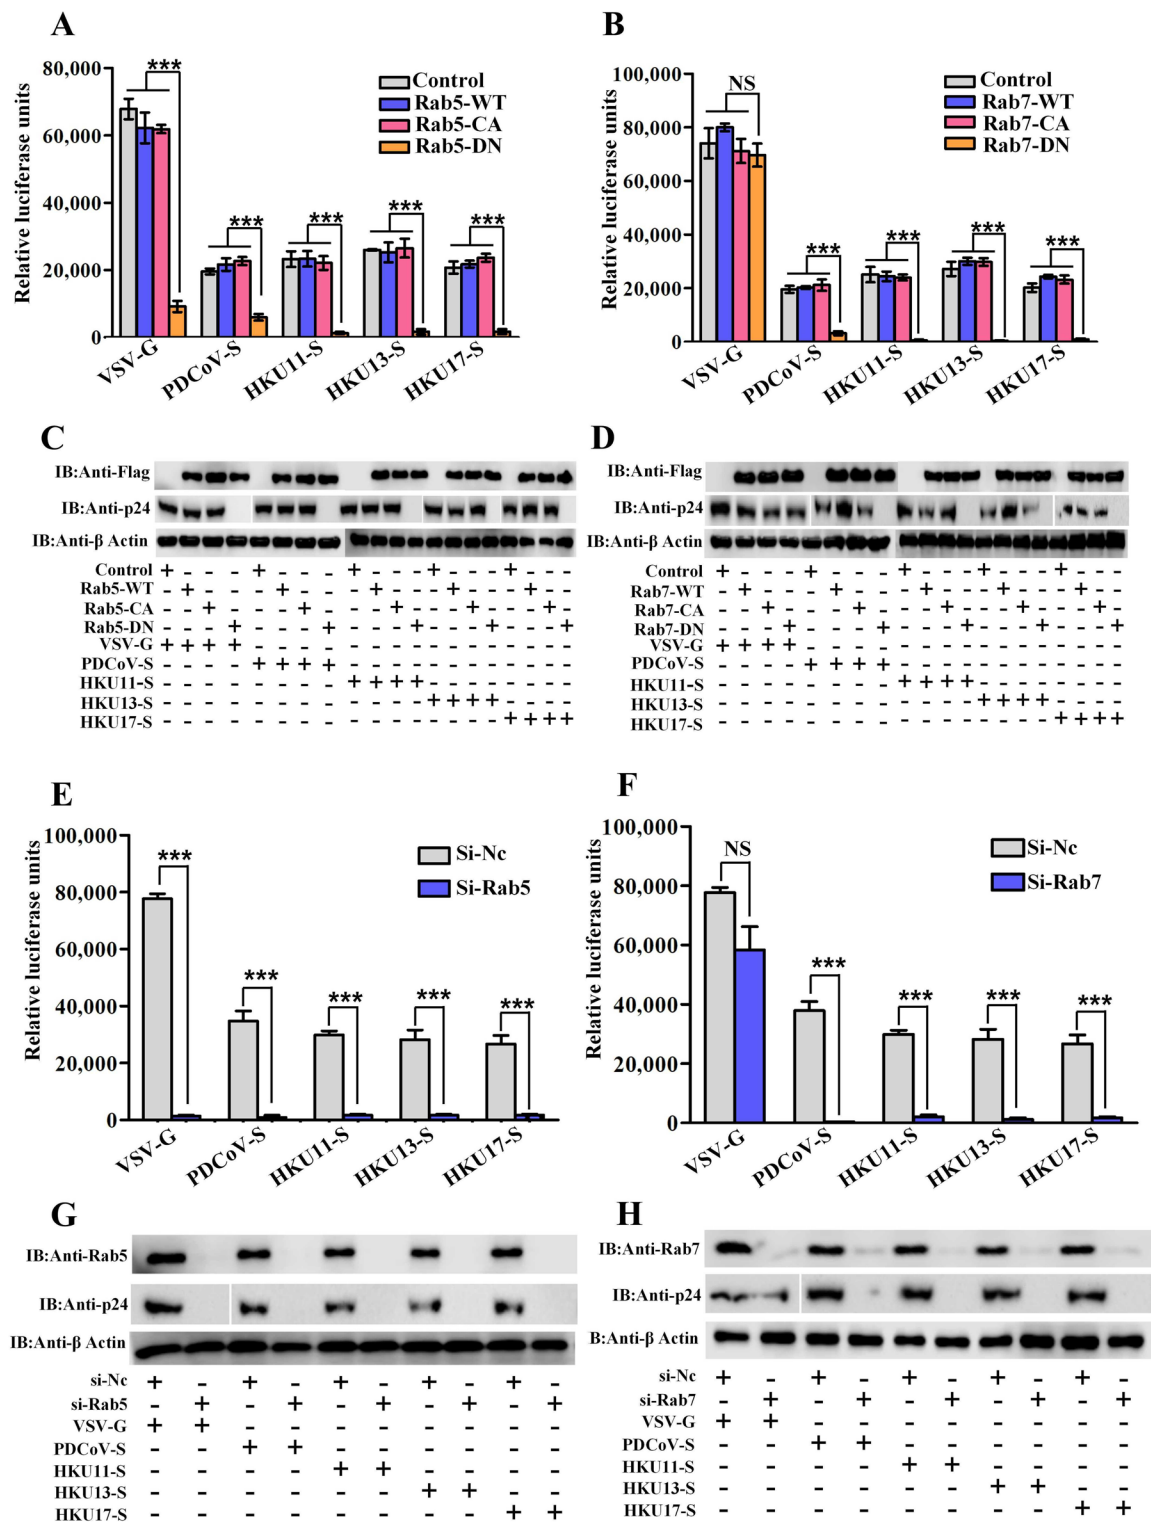 A
Relative luciferase units
80,000
60,000
40,000
20,000
0
***
***
***
***
***
Control
Rab5-WT
Rab5-CA
Rab5-DN
VSV-G
PDCoV-S
HKU11-S
HKU13-S
HKU17-S
B
Relative luciferase units
100,000
80,000
60,000
40,000
20,000
0
NS
***
***
***
***
Control
Rab7-WT
Rab7-CA
Rab7-DN
VSV-G
PDCoV-S
HKU11-S
HKU13-S
HKU17-S
C
IB:Anti-Flag
IB:Anti-p24
IB:Anti-β Actin
Control + - - - + - - - + - - - + - - - + - - -
Rab5-WT - + - - - + - - - + - - - + - - - + - -
Rab5-CA - - + - - - + - - - + - - - + - - - + -
Rab5-DN - - - + - - - + - - - + - - - + - - - +
VSV-G + + + + - - - - - - - - - - - - - - - -
PDCoV-S - - - - + + + + - - - - - - - - - - - -
HKU11-S - - - - - - - - + + + + - - - - - - - -
HKU13-S - - - - - - - - - - - - + + + + - - - -
HKU17-S - - - - - - - - - - - - - - - - + + + +
D
IB:Anti-Flag
IB:Anti-p24
IB:Anti-β Actin
Control + - - - + - - - + - - - + - - - + - - -
Rab7-WT - + - - - + - - - + - - - + - - - + - -
Rab7-CA - - + - - - + - - - + - - - + - - - + -
Rab7-DN - - - + - - - + - - - + - - - + - - - +
VSV-G + + + + - - - - - - - - - - - - - - - -
PDCoV-S - - - - + + + + - - - - - - - - - - - -
HKU11-S - - - - - - - - + + + + - - - - - - - -
HKU13-S - - - - - - - - - - - - + + + + - - - -
HKU17-S - - - - - - - - - - - - - - - - + + + +
E
Relative luciferase units
100,000
80,000
60,000
40,000
20,000
0
***
***
***
***
***
Si-Nc
Si-Rab5
VSV-G
PDCoV-S
HKU11-S
HKU13-S
HKU17-S
F
Relative luciferase units
100,000
80,000
60,000
40,000
20,000
0
NS
***
***
***
***
Si-Nc
Si-Rab7
VSV-G
PDCoV-S
HKU11-S
HKU13-S
HKU17-S
G
IB:Anti-Rab5
IB:Anti-p24
IB:Anti-β Actin
si-Nc + - + - + - + - + -
si-Rab5 - + - + - + - + - +
VSV-G + + - - - - - - - -
PDCoV-S - - + + - - - - - -
HKU11-S - - - - + + - - - -
HKU13-S - - - - - - + + - -
HKU17-S - - - - - - - - + +
H
IB:Anti-Rab7
IB:Anti-p24
B:Anti-β Actin
si-Nc + - + - + - + - + -
si-Rab7 - + - + - + - + - +
VSV-G + + - - - - - - - -
PDCoV-S - - + + - - - - - -
HKU11-S - - - - + + - - - -
HKU13-S - - - - - - + + - -
HKU17-S - - - - - - - - + +